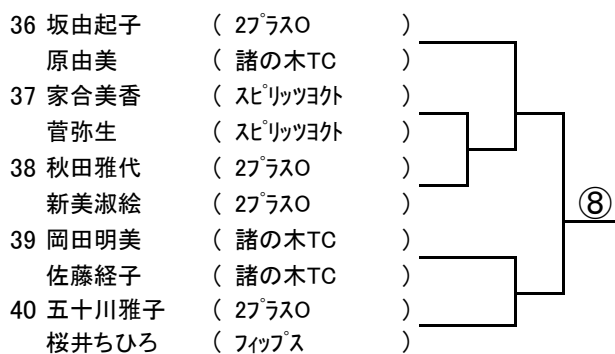 36 坂由起子 ( 2ﾌﾟﾗｽO )
原由美 ( 諸の木TC )
37 家合美香 ( ｽﾋﾟﾘｯﾂﾖｸﾄ )
菅弥生 ( ｽﾋﾟﾘｯﾂﾖｸﾄ )
38 秋田雅代 ( 2ﾌﾟﾗｽO )
新美淑絵 ( 2ﾌﾟﾗｽO )
⑧
39 岡田明美 ( 諸の木TC )
佐藤経子 ( 諸の木TC )
40 五十川雅子 ( 2ﾌﾟﾗｽO )
桜井ちひろ ( ﾌｨｯﾌﾟｽ )